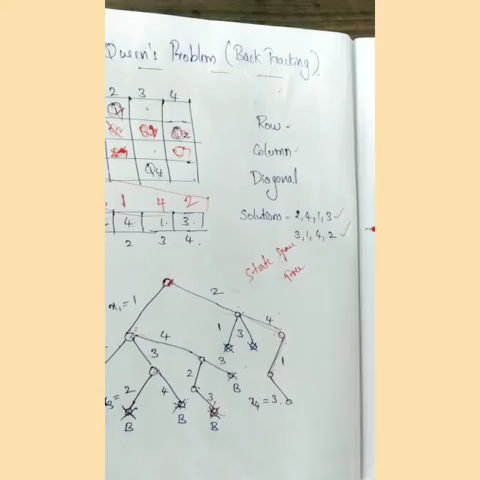 Queen's Problem (Back Tracking).
2 3 4
Q1
Q2
Q4
Row
Column
Diagonal
Solutions = 2,4,1,3 ✓
3,1,4,2 ✓
1 4 2
4. 1. 3.
2 3 4.
State Space
Tree
x1=1 2
1 3 4
4
3 3 1
2 4 2 3 B x4=3.
B B B